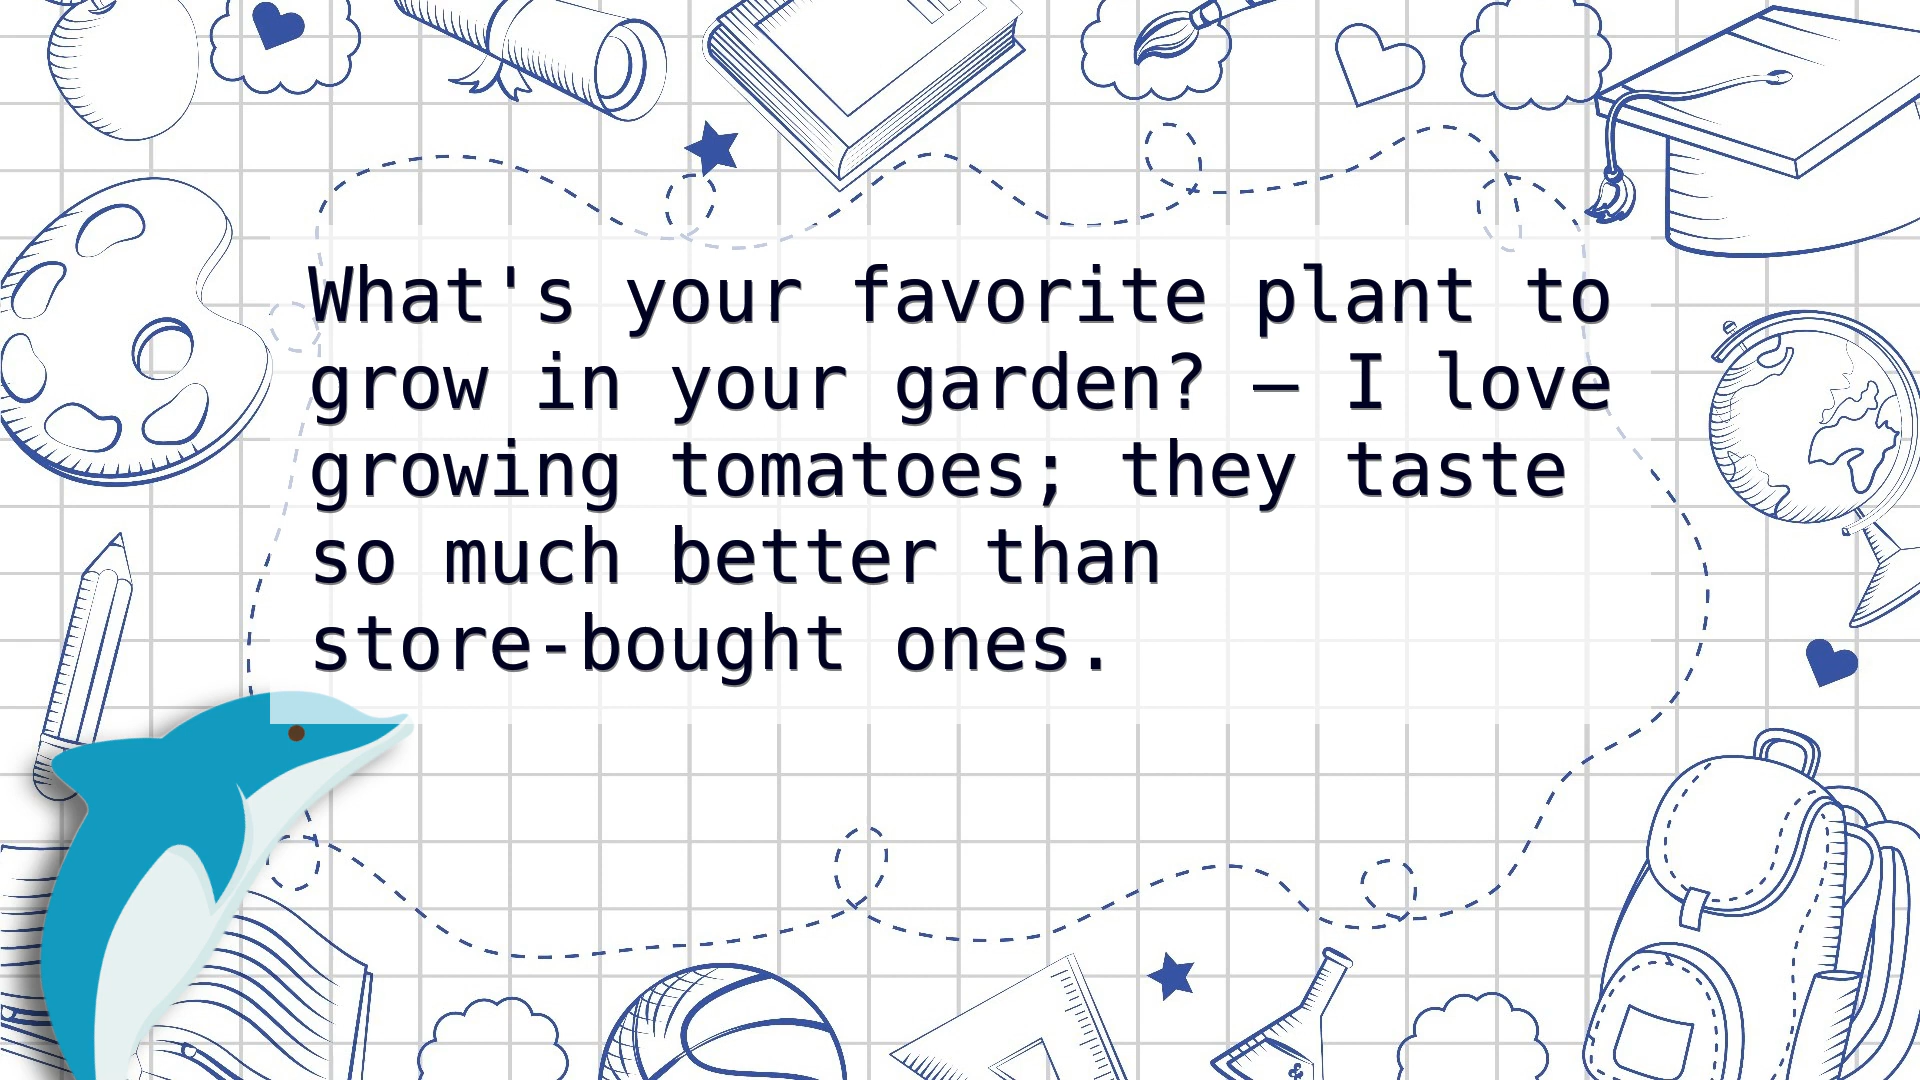 What's your favorite plant to
grow in your garden? – I love
growing tomatoes; they taste
so much better than
store-bought ones.